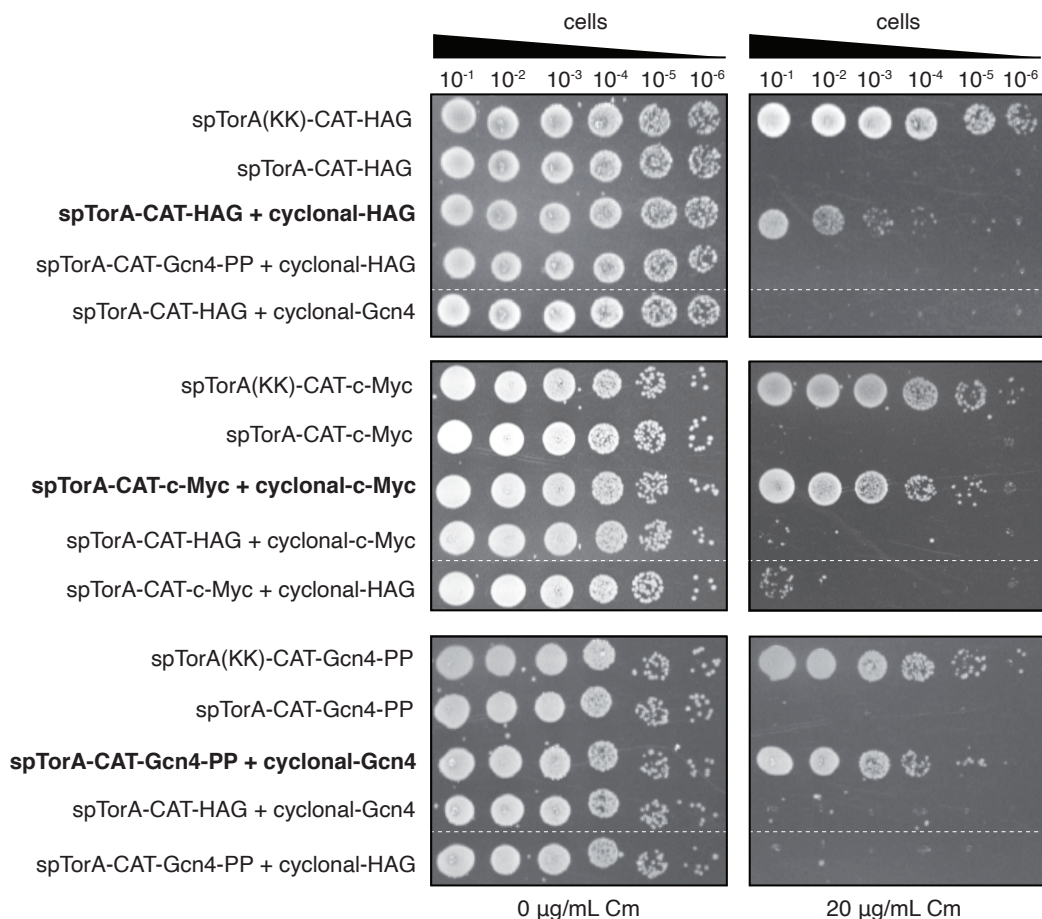 cells cells
10⁻¹ 10⁻² 10⁻³ 10⁻⁴ 10⁻⁵ 10⁻⁶ 10⁻¹ 10⁻² 10⁻³ 10⁻⁴ 10⁻⁵ 10⁻⁶
spTorA(KK)-CAT-HAG
spTorA-CAT-HAG
spTorA-CAT-HAG + cyclonal-HAG
spTorA-CAT-Gcn4-PP + cyclonal-HAG
spTorA-CAT-HAG + cyclonal-Gcn4
spTorA(KK)-CAT-c-Myc
spTorA-CAT-c-Myc
spTorA-CAT-c-Myc + cyclonal-c-Myc
spTorA-CAT-HAG + cyclonal-c-Myc
spTorA-CAT-c-Myc + cyclonal-HAG
spTorA(KK)-CAT-Gcn4-PP
spTorA-CAT-Gcn4-PP
spTorA-CAT-Gcn4-PP + cyclonal-Gcn4
spTorA-CAT-HAG + cyclonal-Gcn4
spTorA-CAT-Gcn4-PP + cyclonal-HAG
0 µg/mL Cm 20 µg/mL Cm